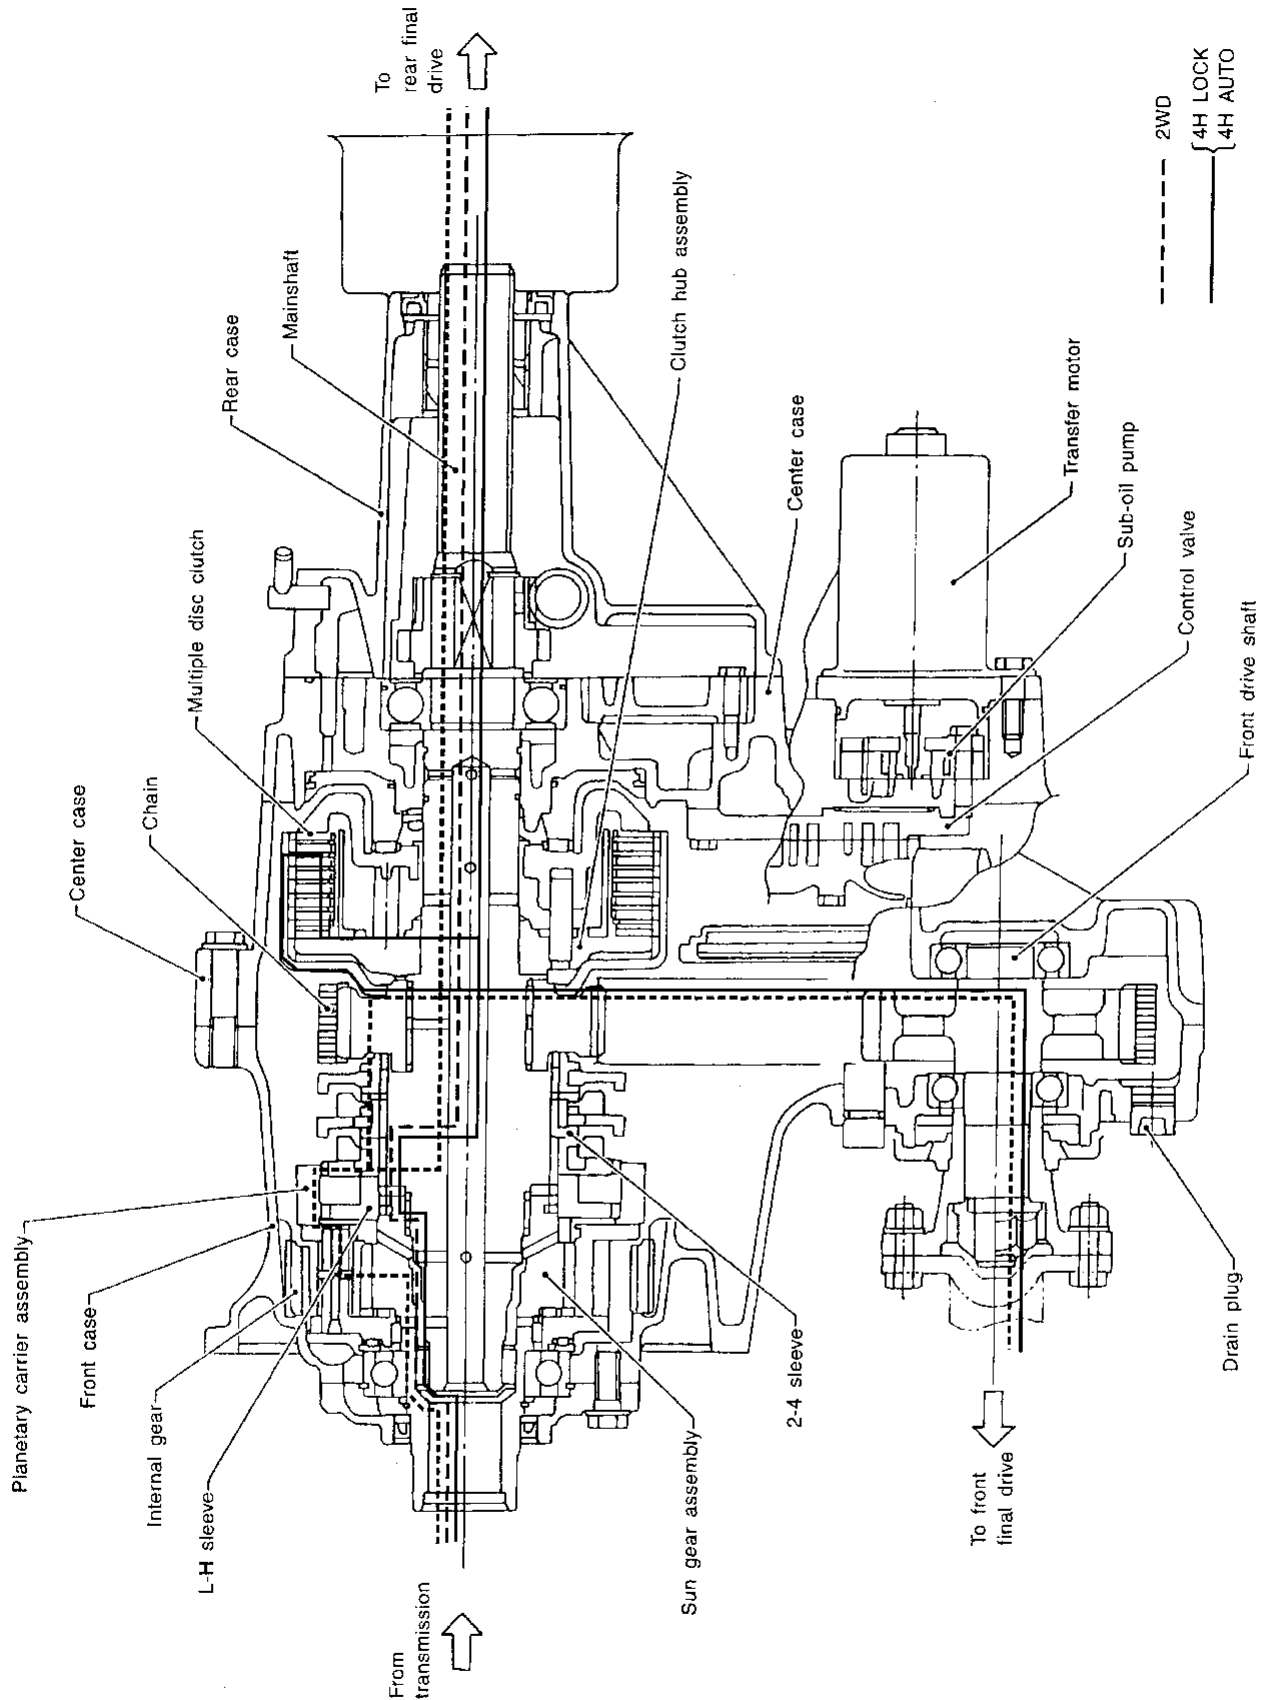 To
rear final
drive
Mainshaft
Rear case
Clutch hub assembly
Multiple disc clutch
Center case
Chain
Center case
Transfer motor
Sub-oil pump
Control valve
Front drive shaft
2WD
4H LOCK
4H AUTO
Planetary carrier assembly
Front case
Internal gear
L-H sleeve
Sun gear assembly
2-4 sleeve
Drain plug
From
transmission
To front
final drive